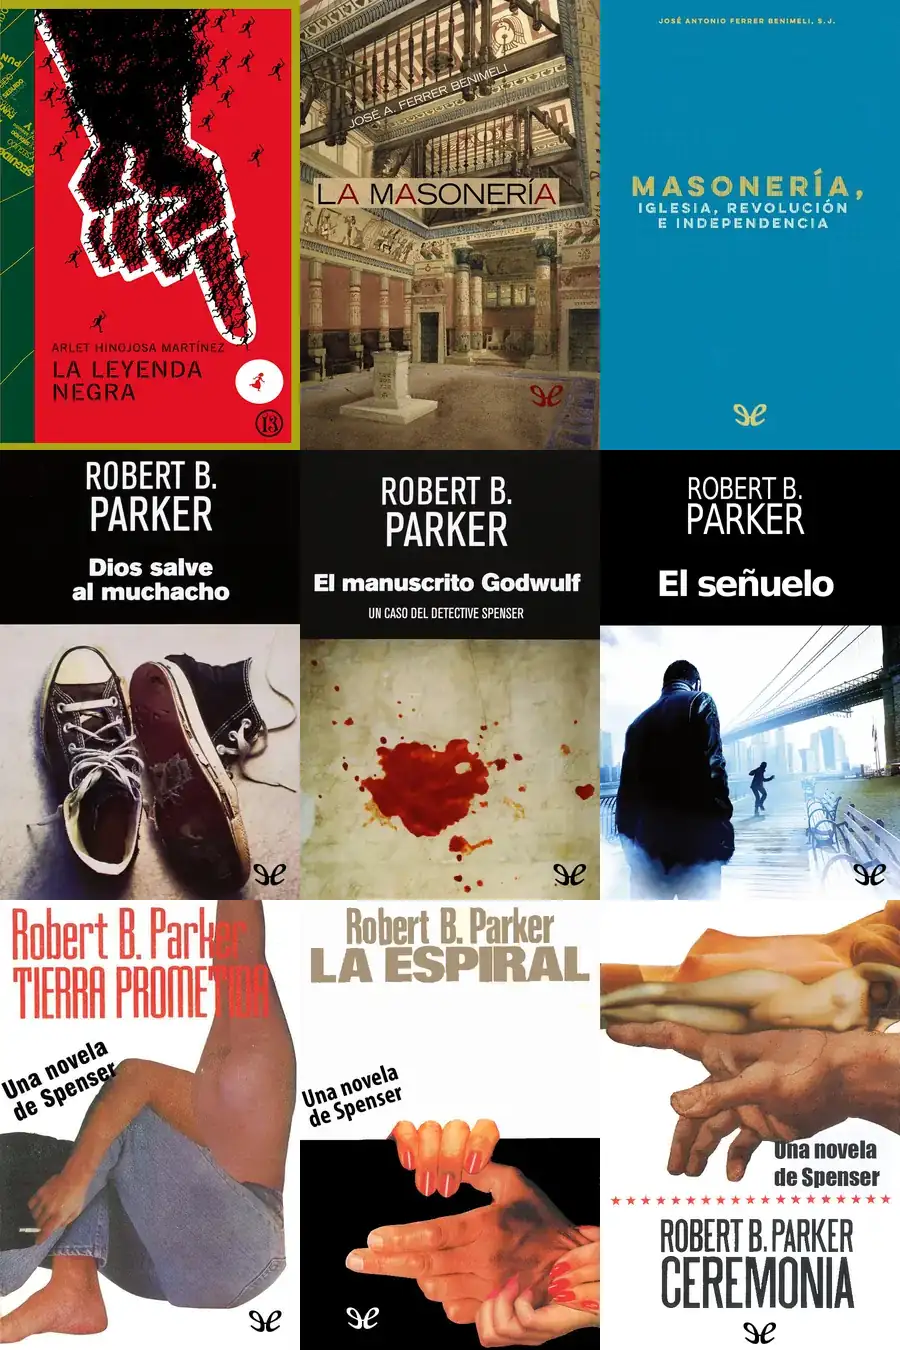 ARLET HINOJOSA MARTÍNEZ
LA LEYENDA
NEGRA
13
JOSÉ A. FERRER BENIMELI
LA MASONERÍA
JOSÉ ANTONIO FERRER BENIMELI, S.J.
MASONERÍA,
IGLESIA, REVOLUCIÓN
E INDEPENDENCIA
ROBERT B.
PARKER
Dios salve
al muchacho
ROBERT B.
PARKER
El manuscrito Godwulf
UN CASO DEL DETECTIVE SPENSER
ROBERT B.
PARKER
El señuelo
Robert B. Parker
TIERRA PROMETIDA
Una novela
de Spenser
Robert B. Parker
LA ESPIRAL
Una novela
de Spenser
Una novela
de Spenser
ROBERT B. PARKER
CEREMONIA